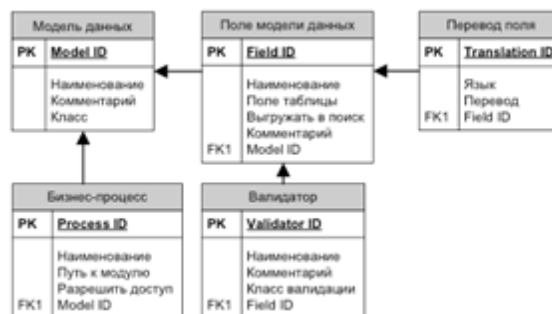 Модель данных
PK Model ID
Наименование
Комментарий
Класс
Поле модели данных
PK Field ID
Наименование
Поле таблицы
Выгружать в поиск
Комментарий
FK1 Model ID
Перевод поля
PK Translation ID
Язык
Перевод
FK1 Field ID
Бизнес-процесс
PK Process ID
Наименование
Путь к модулю
Разрешить доступ
FK1 Model ID
Валидатор
PK Validator ID
Наименование
Комментарий
Класс валидации
FK1 Field ID